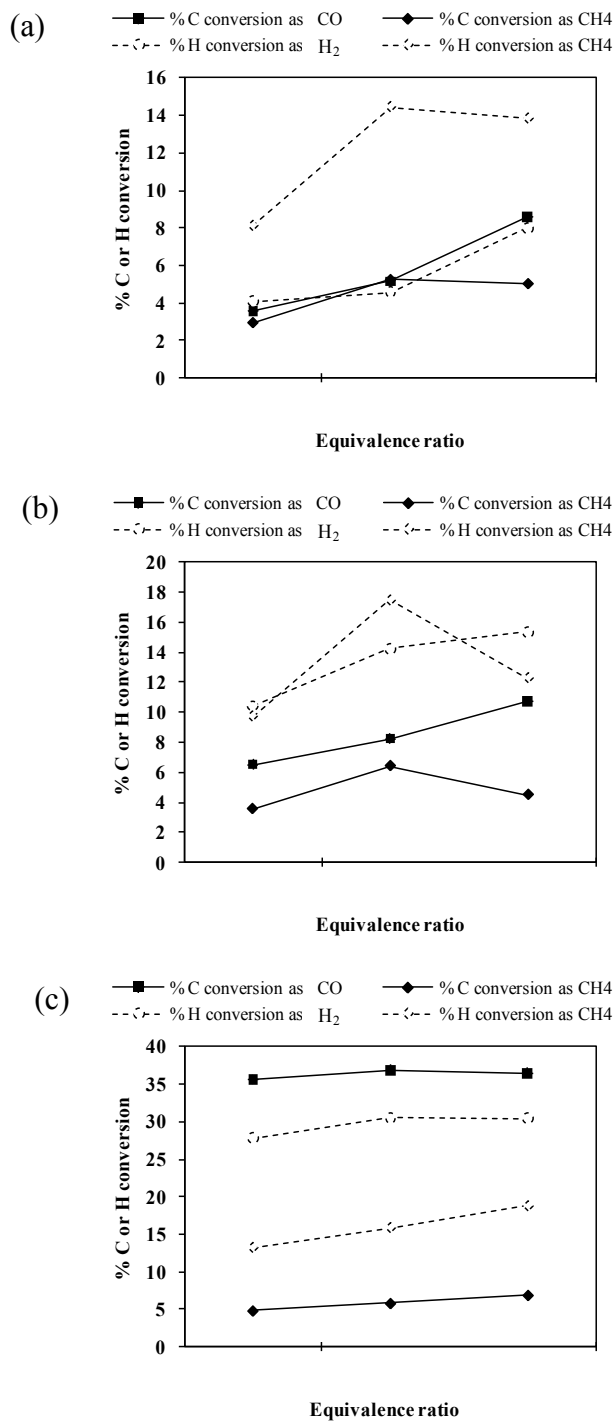 (a)
% C conversion as CO % C conversion as CH4
% H conversion as H2 % H conversion as CH4
16
14
12
10
8
6
4
2
0
% C or H conversion
Equivalence ratio
(b)
% C conversion as CO % C conversion as CH4
% H conversion as H2 % H conversion as CH4
20
18
16
14
12
10
8
6
4
2
0
% C or H conversion
Equivalence ratio
(c)
% C conversion as CO % C conversion as CH4
% H conversion as H2 % H conversion as CH4
40
35
30
25
20
15
10
5
0
% C or H conversion
Equivalence ratio